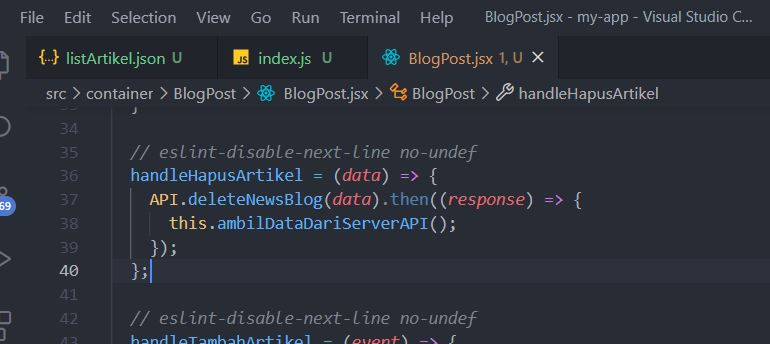 File Edit Selection View Go Run Terminal Help BlogPost.jsx - my-app - Visual Studio C...
{..} listArtikel.json U JS index.js U BlogPost.jsx 1, U
src > container > BlogPost > BlogPost.jsx > BlogPost > handleHapusArtikel
34
35 // eslint-disable-next-line no-undef
36 handleHapusArtikel = (data) => {
37 API.deleteNewsBlog(data).then((response) => {
38 this.ambilDataDariServerAPI();
69
39 });
40 };
41
42 // eslint-disable-next-line no-undef
43 handleTambahArtikel = (event) => {